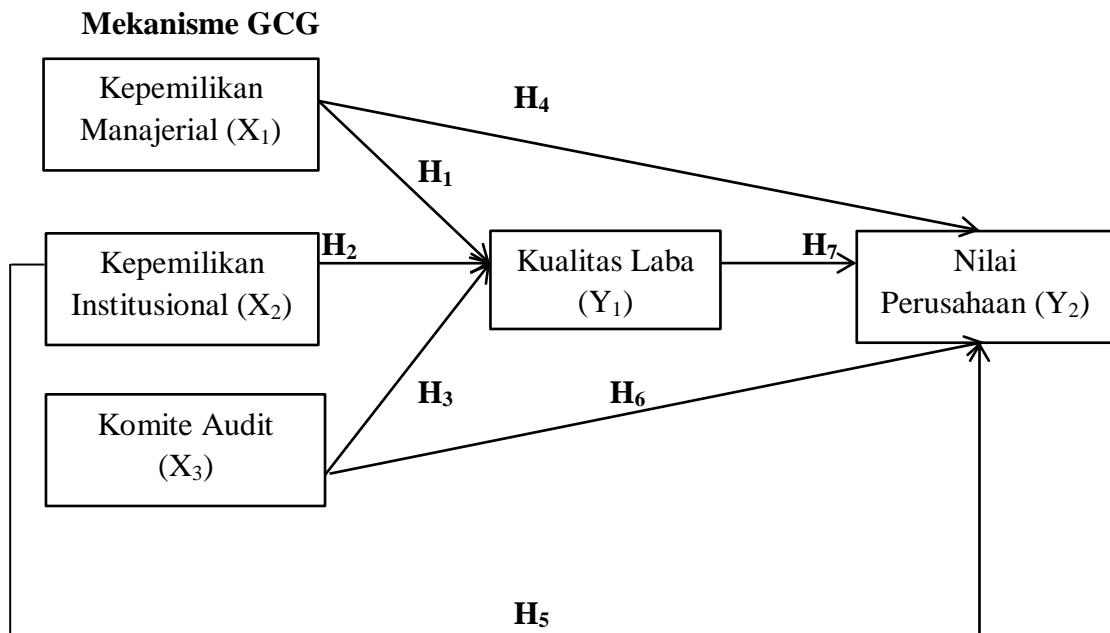 Mekanisme GCG
Kepemilikan
Manajerial (X₁)
H₄
H₁
Kepemilikan
Institusional (X₂)
H₂
Kualitas Laba
(Y₁)
H₇
Nilai
Perusahaan (Y₂)
H₃
H₆
Komite Audit
(X₃)
H₅